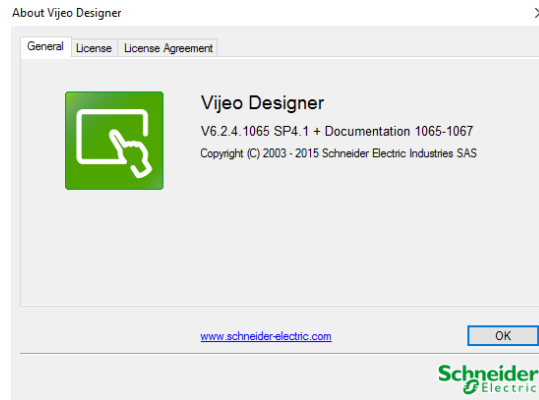 About Vijeo Designer
General License License Agreement
Vijeo Designer
V6.2.4.1065 SP4.1 + Documentation 1065-1067
Copyright (C) 2003 - 2015 Schneider Electric Industries SAS
www.schneider-electric.com
OK
Schneider
Electric